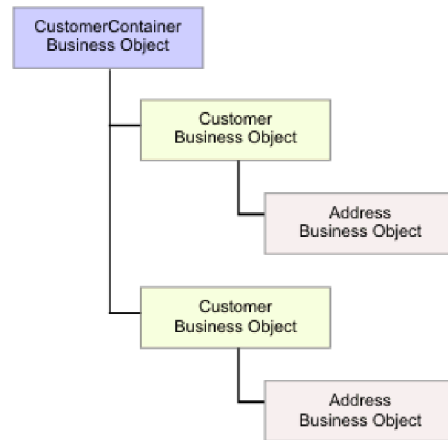 CustomerContainer
Business Object
Customer
Business Object
Address
Business Object
Customer
Business Object
Address
Business Object